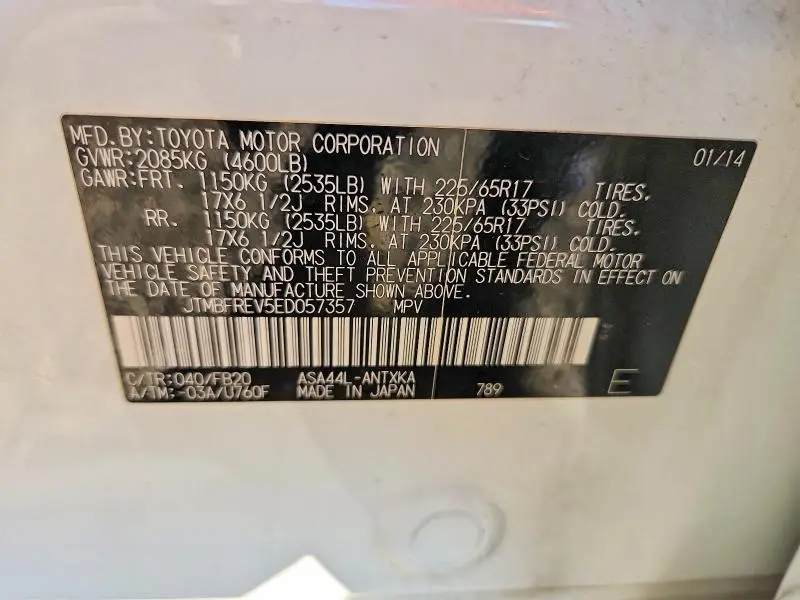 MFD.BY:TOYOTA MOTOR CORPORATION 01/14
GVWR:2085KG (4600LB)
GAWR:FRT. 1150KG (2535LB) WITH 225/65R17 TIRES.
17X6 1/2J RIMS. AT 230KPA (33PSI) COLD.
RR. 1150KG (2535LB) WITH 225/65R17 TIRES.
17X6 1/2J RIMS. AT 230KPA (33PSI) COLD.
THIS VEHICLE CONFORMS TO ALL APPLICABLE FEDERAL MOTOR
VEHICLE SAFETY AND THEFT PREVENTION STANDARDS IN EFFECT ON
THE DATE OF MANUFACTURE SHOWN ABOVE.
JTMBFREV5ED057357 MPV
C/TR:040/FB20 ASA44L-ANTXKA
A/TM:-03A/U760F MADE IN JAPAN 789 E